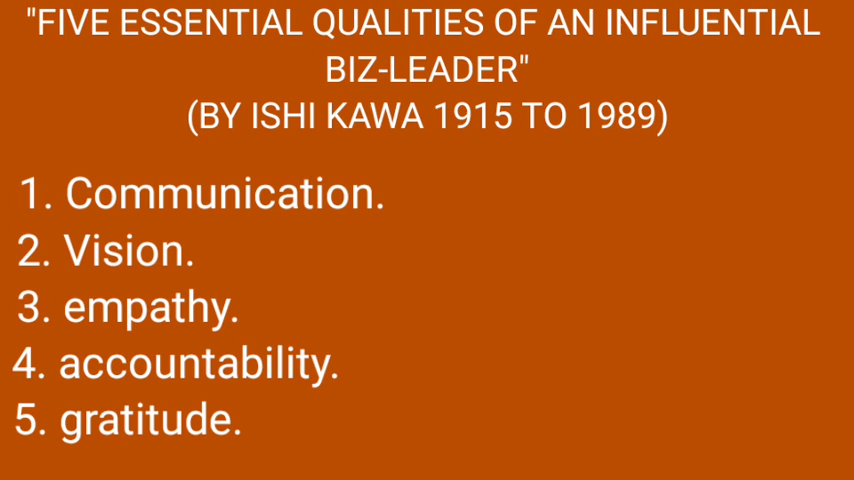 "FIVE ESSENTIAL QUALITIES OF AN INFLUENTIAL
BIZ-LEADER"
(BY ISHI KAWA 1915 TO 1989)
1. Communication.
2. Vision.
3. empathy.
4. accountability.
5. gratitude.